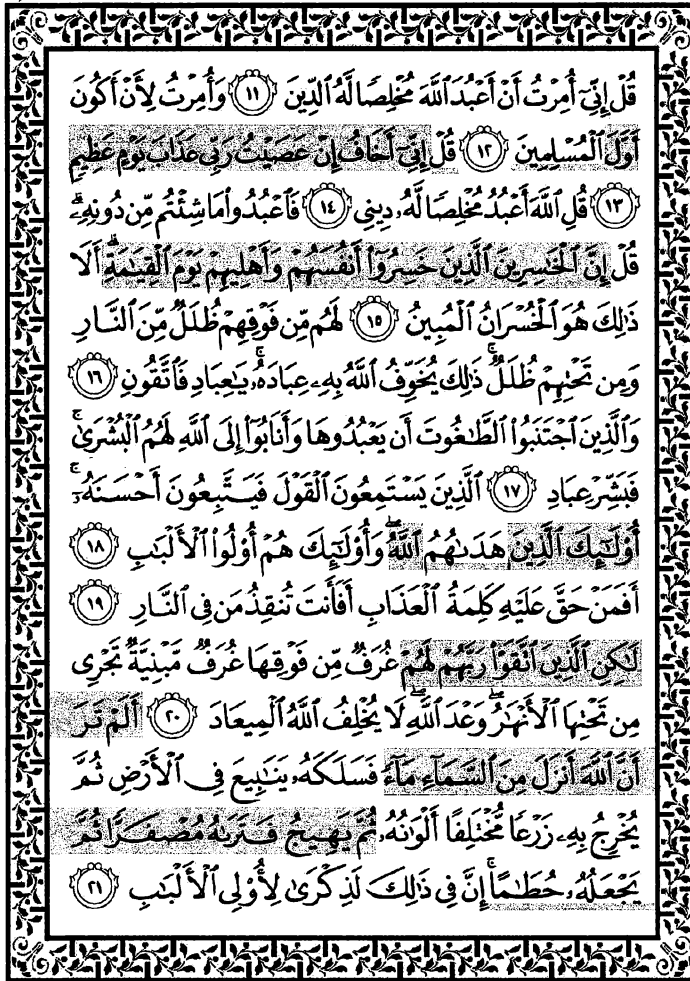 قُلْ إِنِّىٓ أُمِرْتُ أَنْ أَعْبُدَ ٱللَّهَ مُخْلِصًا لَّهُ ٱلدِّينَ ١١ وَأُمِرْتُ لِأَنْ أَكُونَ
أَوَّلَ ٱلْمُسْلِمِينَ ١٢ قُلْ إِنِّىٓ أَخَافُ إِنْ عَصَيْتُ رَبِّى عَذَابَ يَوْمٍ عَظِيمٍ
١٣ قُلِ ٱللَّهَ أَعْبُدُ مُخْلِصًا لَّهُۥ دِينِى ١٤ فَٱعْبُدُوا۟ مَا شِئْتُم مِّن دُونِهِۦ ۗ
قُلْ إِنَّ ٱلْخَـٰسِرِينَ ٱلَّذِينَ خَسِرُوٓا۟ أَنفُسَهُمْ وَأَهْلِيهِمْ يَوْمَ ٱلْقِيَـٰمَةِ ۗ أَلَا
ذَٰلِكَ هُوَ ٱلْخُسْرَانُ ٱلْمُبِينُ ١٥ لَهُم مِّن فَوْقِهِمْ ظُلَلٌ مِّنَ ٱلنَّارِ
وَمِن تَحْتِهِمْ ظُلَلٌ ۚ ذَٰلِكَ يُخَوِّفُ ٱللَّهُ بِهِۦ عِبَادَهُۥ ۚ يَـٰعِبَادِ فَٱتَّقُونِ ١٦
وَٱلَّذِينَ ٱجْتَنَبُوا۟ ٱلطَّـٰغُوتَ أَن يَعْبُدُوهَا وَأَنَابُوٓا۟ إِلَى ٱللَّهِ لَهُمُ ٱلْبُشْرَىٰ ۚ
فَبَشِّرْ عِبَادِ ١٧ ٱلَّذِينَ يَسْتَمِعُونَ ٱلْقَوْلَ فَيَتَّبِعُونَ أَحْسَنَهُۥٓ ۚ
أُو۟لَـٰٓئِكَ ٱلَّذِينَ هَدَىٰهُمُ ٱللَّهُ ۖ وَأُو۟لَـٰٓئِكَ هُمْ أُو۟لُوا۟ ٱلْأَلْبَـٰبِ ١٨
أَفَمَنْ حَقَّ عَلَيْهِ كَلِمَةُ ٱلْعَذَابِ أَفَأَنتَ تُنقِذُ مَن فِى ٱلنَّارِ ١٩
لَـٰكِنِ ٱلَّذِينَ ٱتَّقَوْا۟ رَبَّهُمْ لَهُمْ غُرَفٌ مِّن فَوْقِهَا غُرَفٌ مَّبْنِيَّةٌ تَجْرِى
مِن تَحْتِهَا ٱلْأَنْهَـٰرُ ۖ وَعْدَ ٱللَّهِ ۖ لَا يُخْلِفُ ٱللَّهُ ٱلْمِيعَادَ ٢٠ أَلَمْ تَرَ
أَنَّ ٱللَّهَ أَنزَلَ مِنَ ٱلسَّمَآءِ مَآءً فَسَلَكَهُۥ يَنَـٰبِيعَ فِى ٱلْأَرْضِ ثُمَّ
يُخْرِجُ بِهِۦ زَرْعًا مُّخْتَلِفًا أَلْوَٰنُهُۥ ثُمَّ يَهِيجُ فَتَرَىٰهُ مُصْفَرًّا ثُمَّ
يَجْعَلُهُۥ حُطَـٰمًا ۚ إِنَّ فِى ذَٰلِكَ لَذِكْرَىٰ لِأُو۟لِى ٱلْأَلْبَـٰبِ ٢١